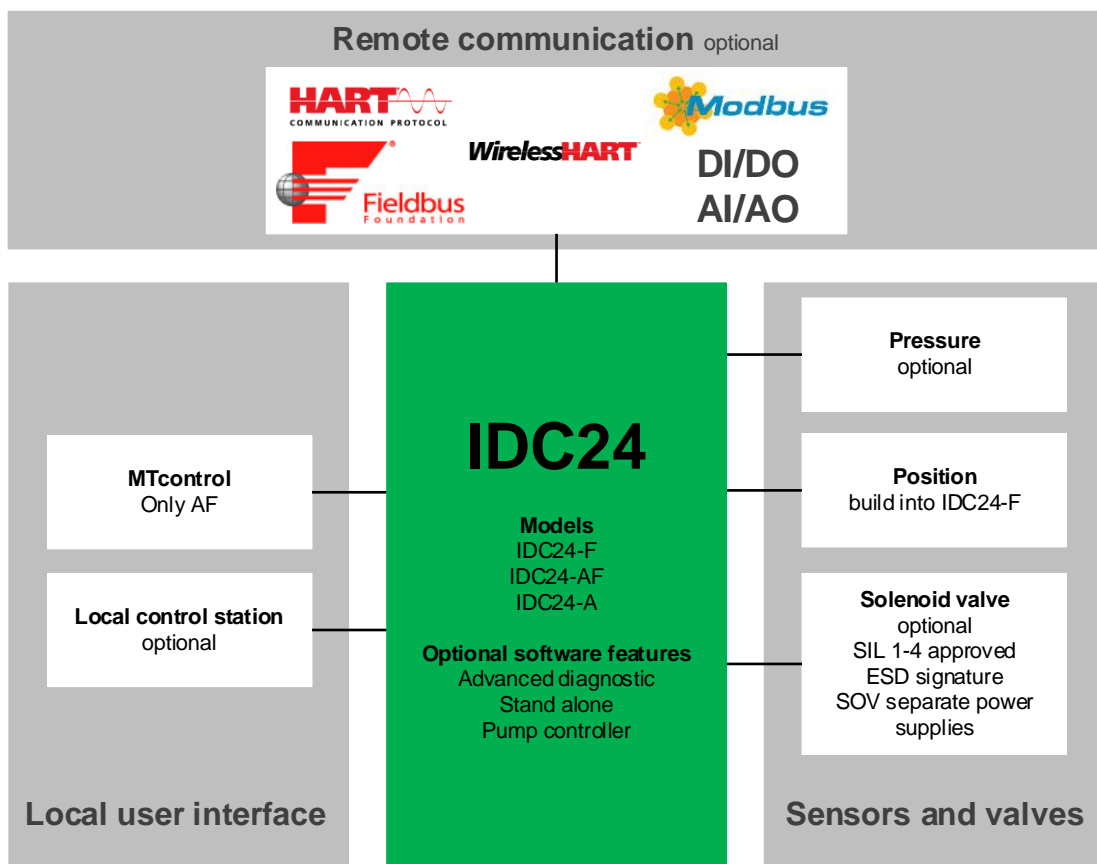 Remote communication optional
HART
COMMUNICATION PROTOCOL
Modbus
WirelessHART
DI/DO
AI/AO
®
Fieldbus
Foundation
MTcontrol
Only AF
Local control station
optional
Local user interface
IDC24
Models
IDC24-F
IDC24-AF
IDC24-A
Optional software features
Advanced diagnostic
Stand alone
Pump controller
Pressure
optional
Position
build into IDC24-F
Solenoid valve
optional
SIL 1-4 approved
ESD signature
SOV separate power
supplies
Sensors and valves